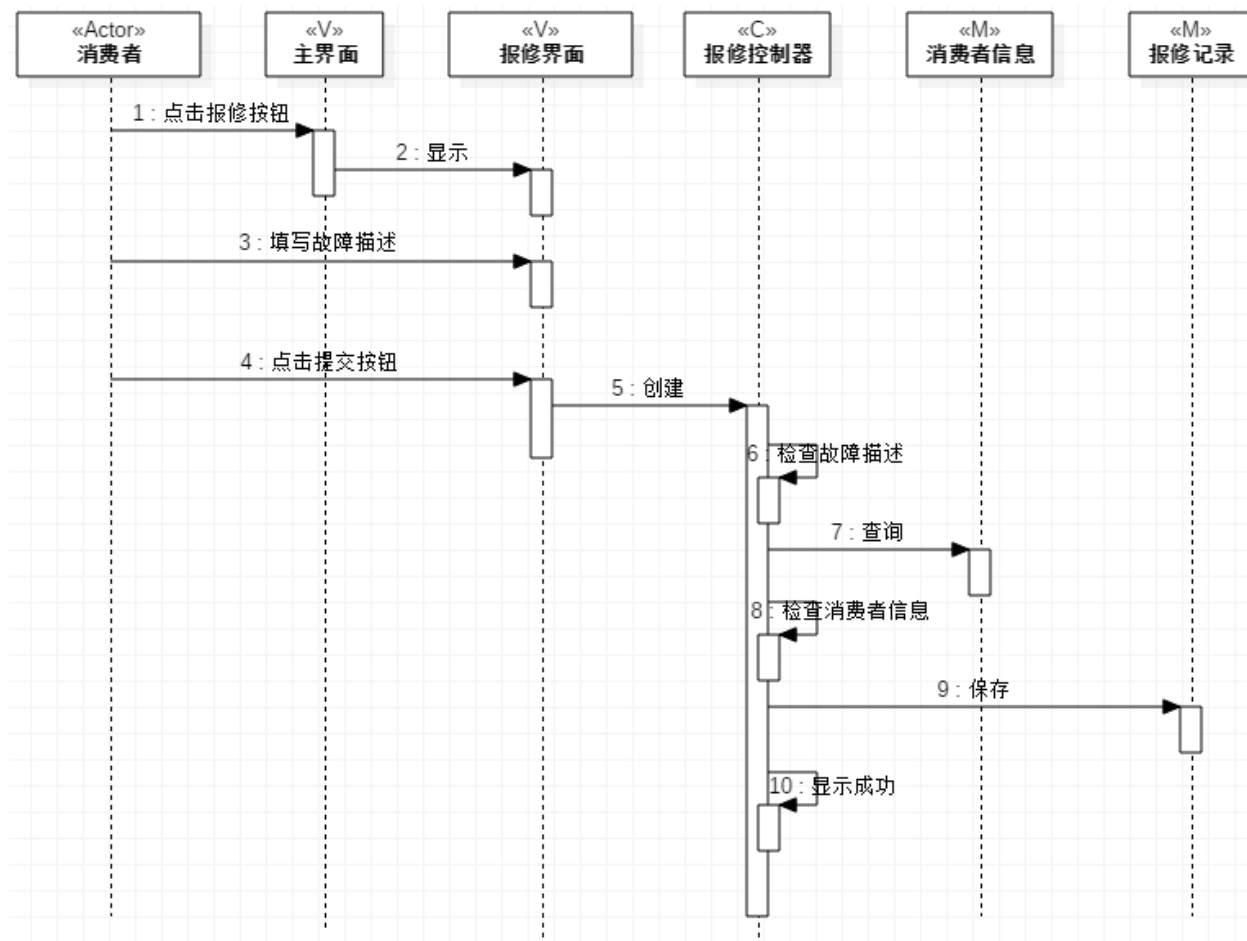 «Actor»
消费者
«V»
主界面
«V»
报修界面
«C»
报修控制器
«M»
消费者信息
«M»
报修记录
1 : 点击报修按钮
2 : 显示
3 : 填写故障描述
4 : 点击提交按钮
5 : 创建
6 : 检查故障描述
7 : 查询
8 : 检查消费者信息
9 : 保存
10 : 显示成功